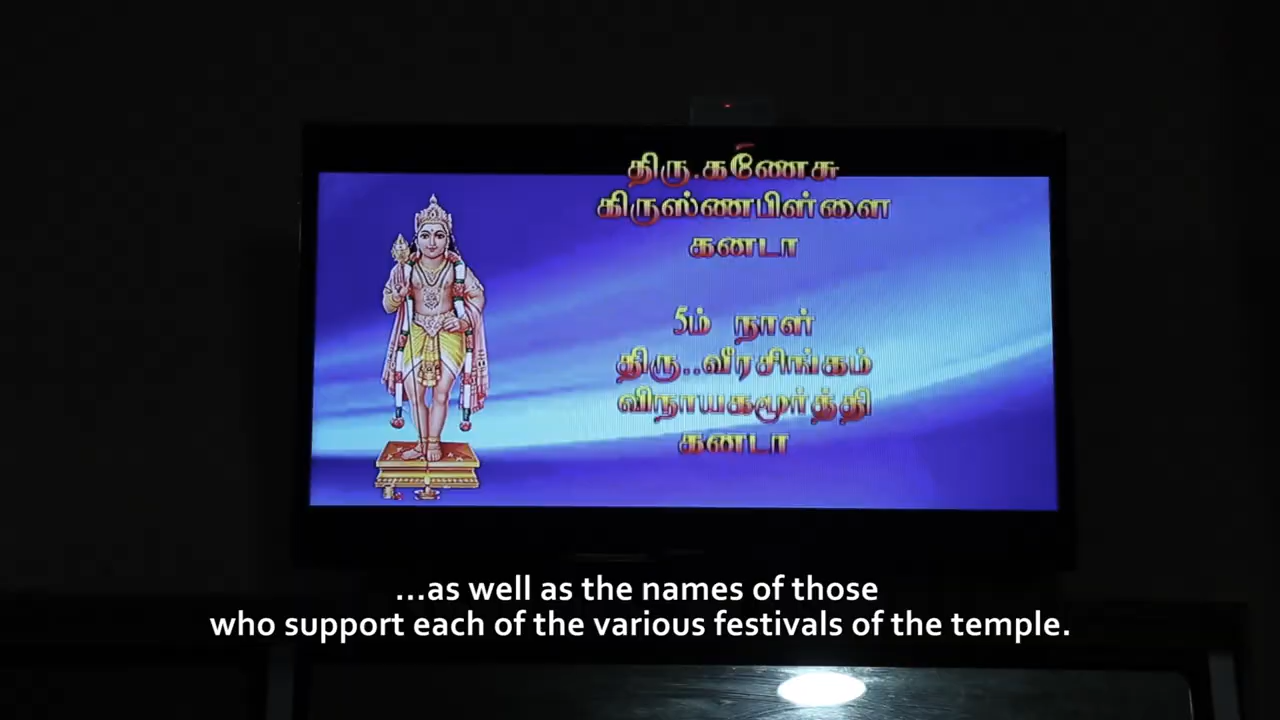 திரு.கணேசு
கிருஸ்ணபிள்ளை
கனடா
5ம் நாள்
திரு..வீரசிங்கம்
விநாயகமூர்த்தி
கனடா
...as well as the names of those
who support each of the various festivals of the temple.